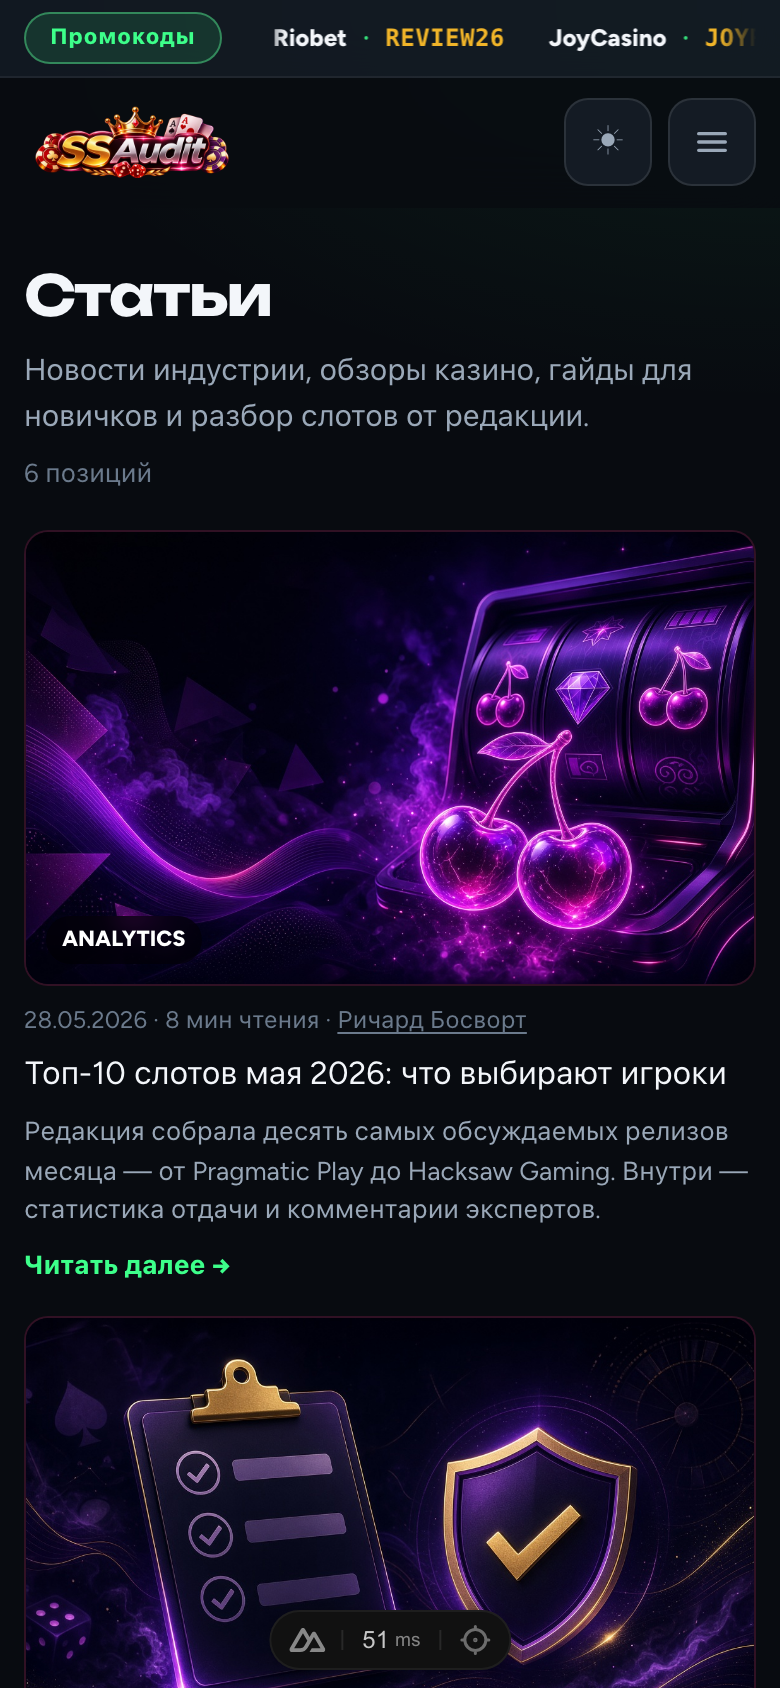 Промокоды
Riobet · REVIEW26 JoyCasino ·
SSAudit
Статьи
Новости индустрии, обзоры казино, гайды для
новичков и разбор слотов от редакции.
6 позиций
ANALYTICS
28.05.2026 · 8 мин чтения · Ричард Босворт
Топ-10 слотов мая 2026: что выбирают игроки
Редакция собрала десять самых обсуждаемых релизов
месяца — от Pragmatic Play до Hacksaw Gaming. Внутри —
статистика отдачи и комментарии экспертов.
Читать далее →
51 ms